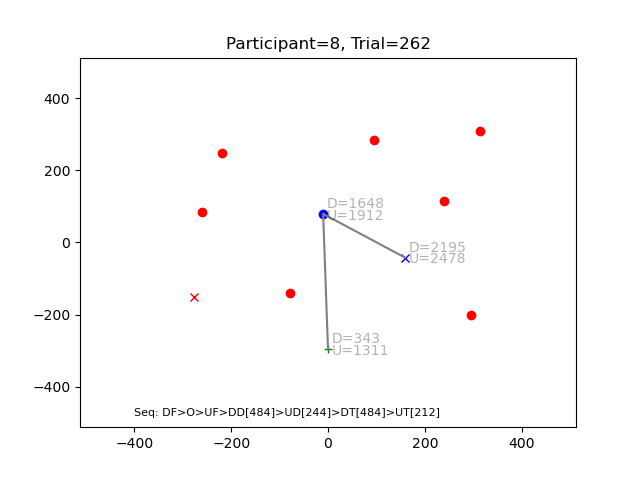 Participant=8, Trial=262
400
200
0
−200
−400
D=1648
U=1912
D=2195
U=2478
D=343
U=1311
Seq: DF>O>UF>DD[484]>UD[244]>DT[484]>UT[212]
−400
−200
0
200
400